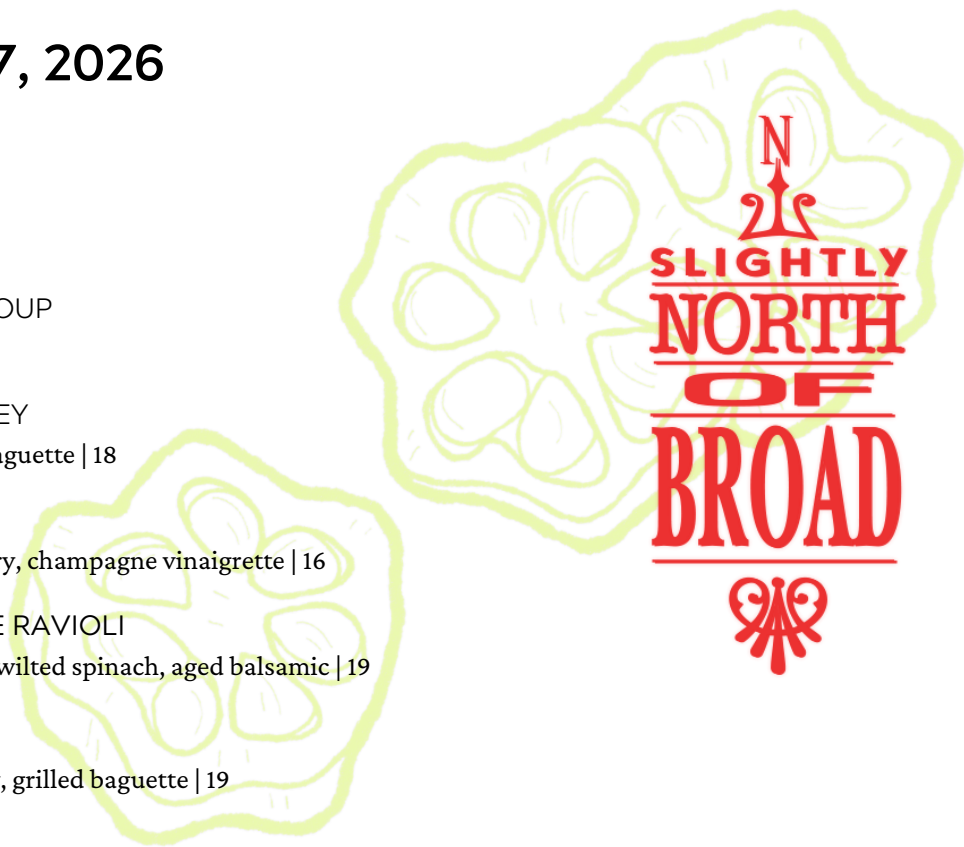 7, 2026
OUP
EY
guette | 18
y, champagne vinaigrette | 16
E RAVIOLI
wilted spinach, aged balsamic | 19
, grilled baguette | 19
N
SLIGHTLY
NORTH
OF
BROAD